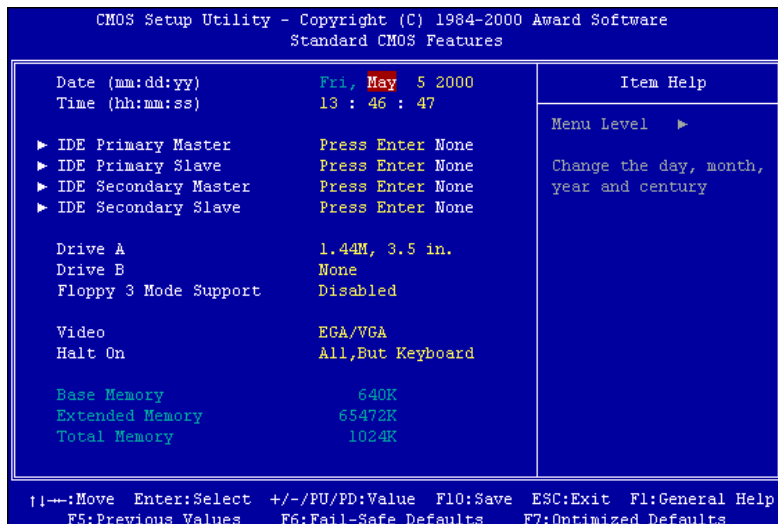 CMOS Setup Utility - Copyright (C) 1984-2000 Award Software
Standard CMOS Features
Date (mm:dd:yy) Fri, May 5 2000
Time (hh:mm:ss) 13 : 46 : 47
► IDE Primary Master Press Enter None
► IDE Primary Slave Press Enter None
► IDE Secondary Master Press Enter None
► IDE Secondary Slave Press Enter None
Drive A 1.44M, 3.5 in.
Drive B None
Floppy 3 Mode Support Disabled
Video EGA/VGA
Halt On All,But Keyboard
Base Memory 640K
Extended Memory 65472K
Total Memory 1024K
Item Help
Menu Level ►
Change the day, month,
year and century
↑↓→←:Move Enter:Select +/-/PU/PD:Value F10:Save ESC:Exit F1:General Help
F5:Previous Values F6:Fail-Safe Defaults F7:Optimized Defaults